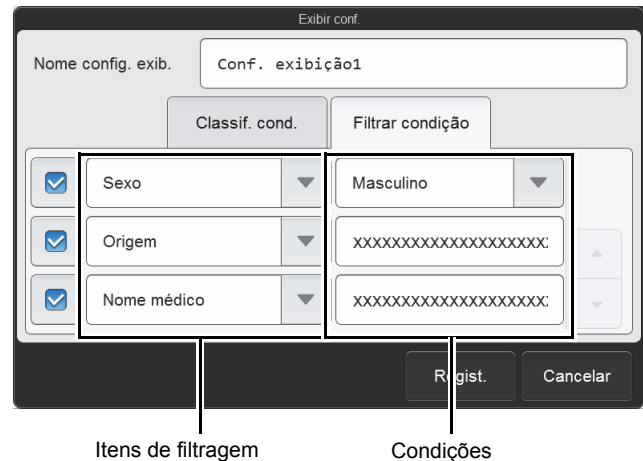 Exibir conf.
Nome config. exib. Conf. exibição1
Classif. cond. Filtrar condição
Sexo Masculino
Origem XXXXXXXXXXXXXXXXXXXX
Nome médico XXXXXXXXXXXXXXXXXXXX
Regist. Cancelar
Itens de filtragem Condições